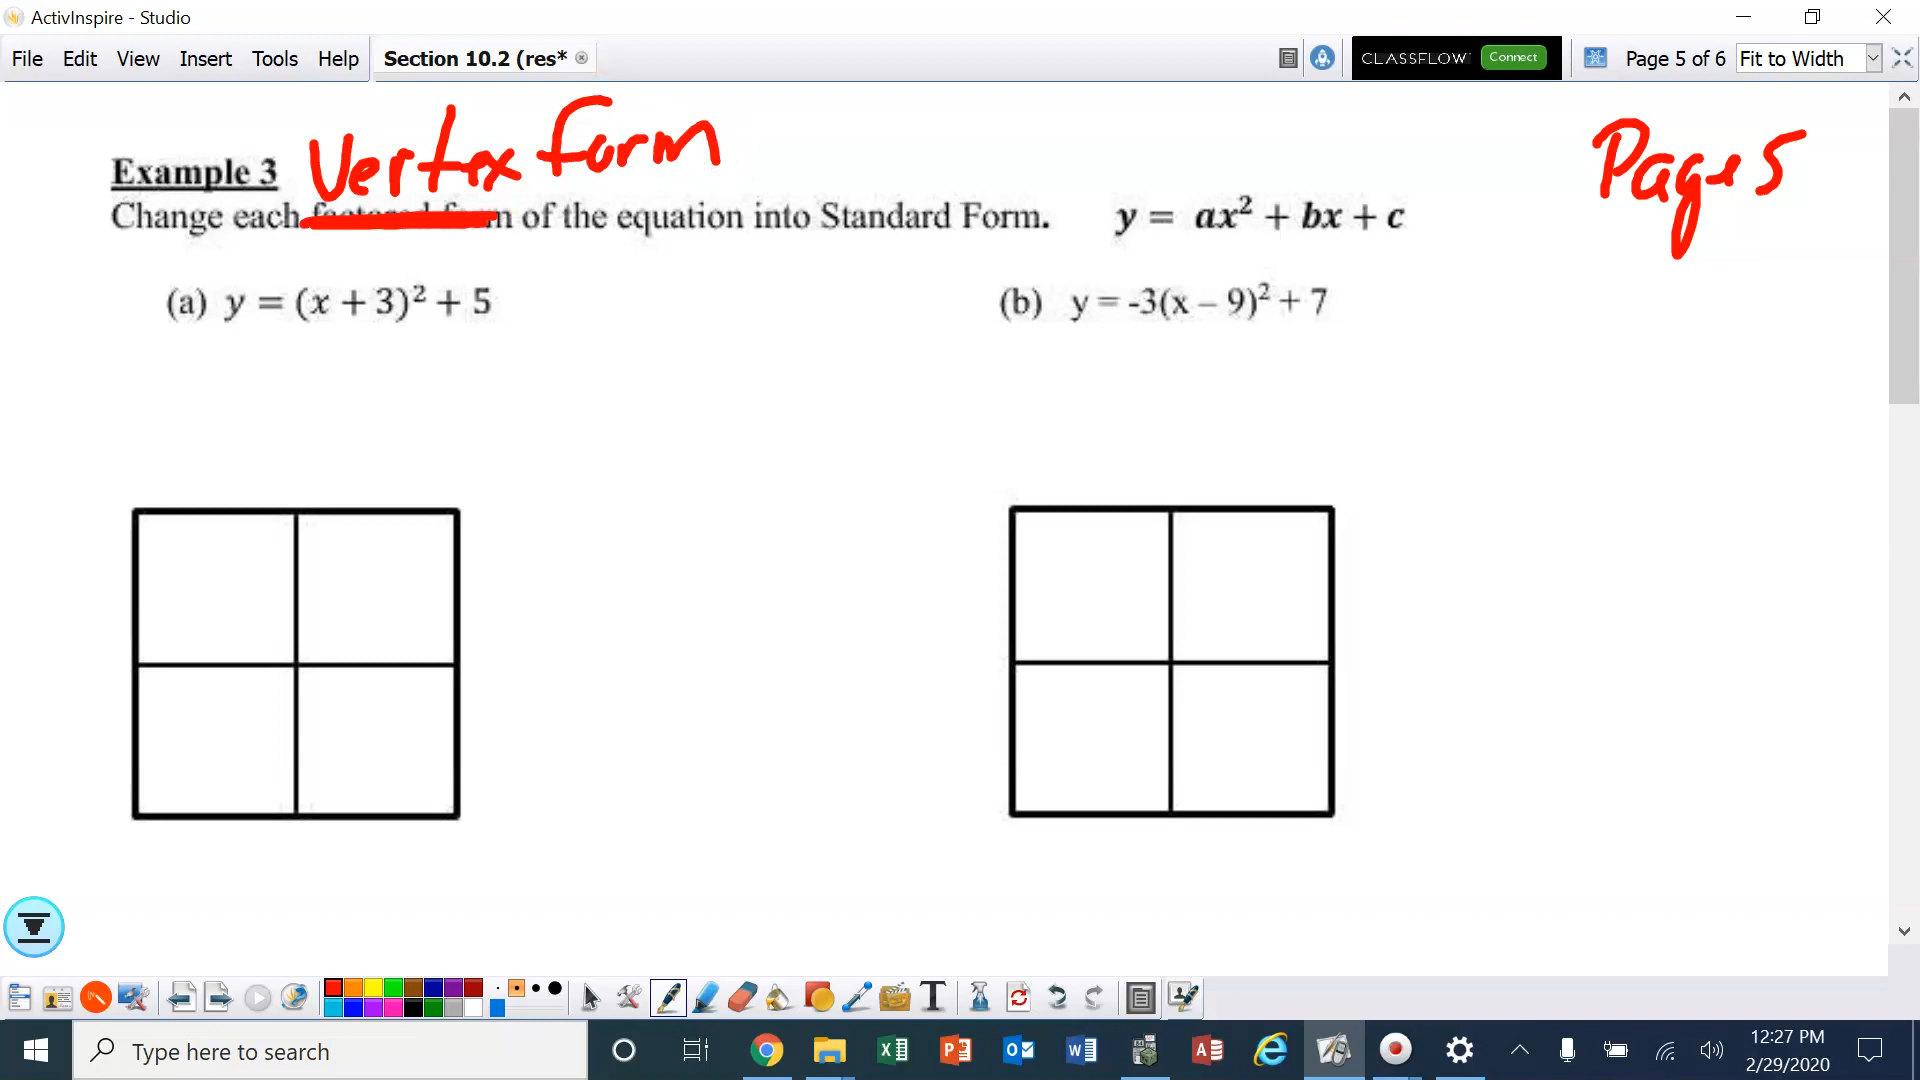 ActivInspire - Studio
File Edit View Insert Tools Help Section 10.2 (res* CLASSFLOW Connect Page 5 of 6 Fit to Width
Vertex form
Page 5
Example 3
Change each factored form of the equation into Standard Form. y = ax² + bx + c
(a) y = (x + 3)² + 5 (b) y = -3(x – 9)² + 7
T
Type here to search
12:27 PM
2/29/2020